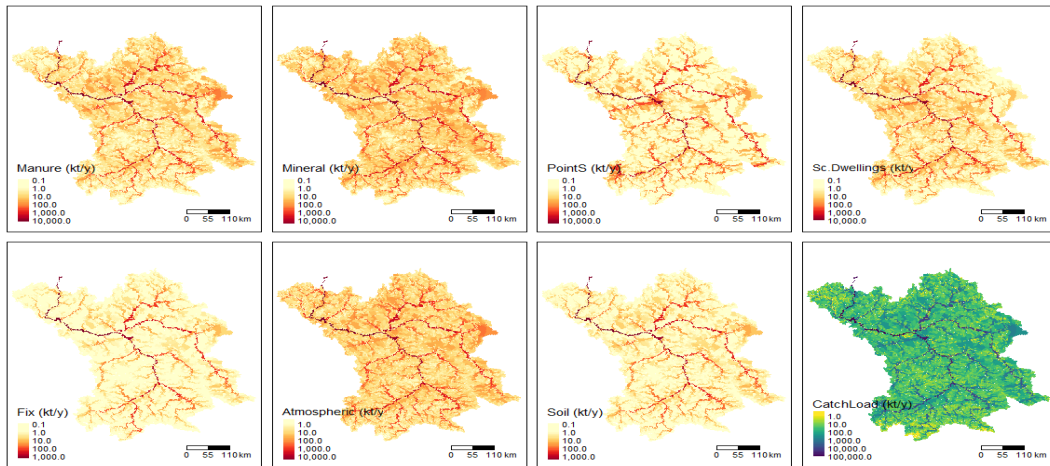 Manure (kt/y)
0.1
1.0
10.0
100.0
1,000.0
10,000.0
0 55 110 km
Mineral (kt/y)
0.1
1.0
10.0
100.0
1,000.0
10,000.0
0 55 110 km
PointS (kt/y)
0.1
1.0
10.0
100.0
1,000.0
10,000.0
0 55 110 km
Sc.Dwellings (kt/y
0.1
1.0
10.0
100.0
1,000.0
10,000.0
0 55 110 km
Fix (kt/y)
0.1
1.0
10.0
100.0
1,000.0
0 55 110 km
Atmospheric (kt/y
0.1
1.0
10.0
100.0
1,000.0
10,000.0
0 55 110 km
Soil (kt/y)
0.1
1.0
10.0
100.0
1,000.0
0 55 110 km
CatchLoad (kt/y)
1.0
10.0
100.0
1,000.0
10,000.0
100,000.0
0 55 110 km